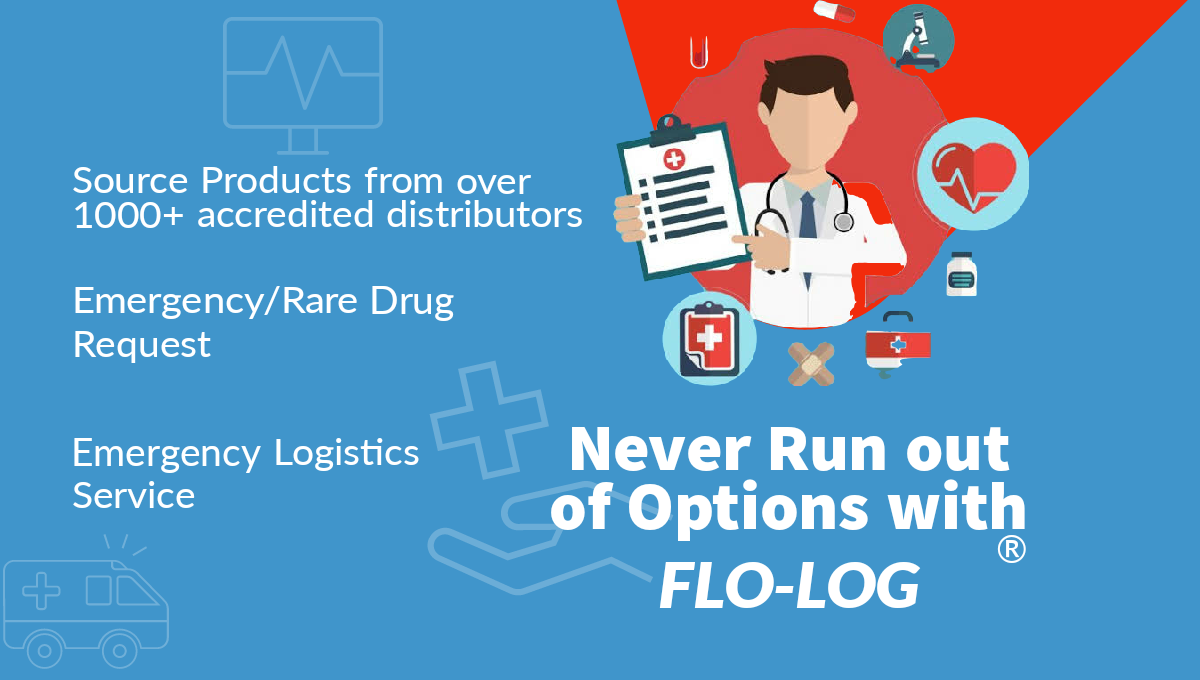 Source Products from over
1000+ accredited distributors
Emergency/Rare Drug
Request
Emergency Logistics
Service
Never Run out
of Options with
®
FLO-LOG